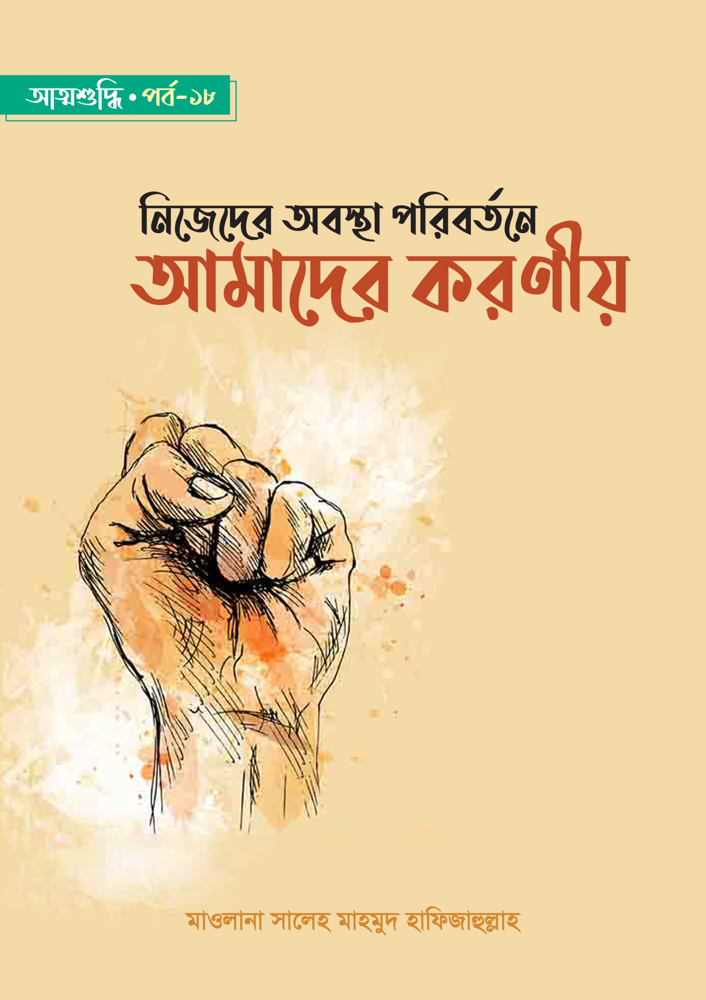 আত্মশুদ্ধি • পর্ব-১৮
নিজেদের অবস্থা পরিবর্তনে
আমাদের করণীয়
মাওলানা সালেহ মাহমুদ হাফিজাহুল্লাহ